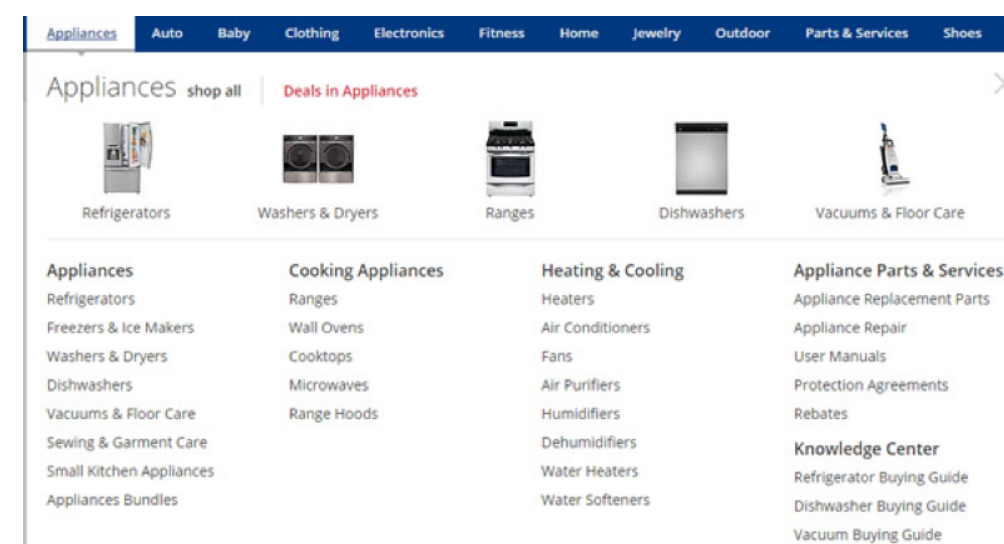 Appliances Auto Baby Clothing Electronics Fitness Home Jewelry Outdoor Parts & Services Shoes
Appliances shop all Deals in Appliances
Refrigerators Washers & Dryers Ranges Dishwashers Vacuums & Floor Care
Appliances
Refrigerators
Freezers & Ice Makers
Washers & Dryers
Dishwashers
Vacuums & Floor Care
Sewing & Garment Care
Small Kitchen Appliances
Appliances Bundles
Cooking Appliances
Ranges
Wall Ovens
Cooktops
Microwaves
Range Hoods
Heating & Cooling
Heaters
Air Conditioners
Fans
Air Purifiers
Humidifiers
Dehumidifiers
Water Heaters
Water Softeners
Appliance Parts & Services
Appliance Replacement Parts
Appliance Repair
User Manuals
Protection Agreements
Rebates
Knowledge Center
Refrigerator Buying Guide
Dishwasher Buying Guide
Vacuum Buying Guide